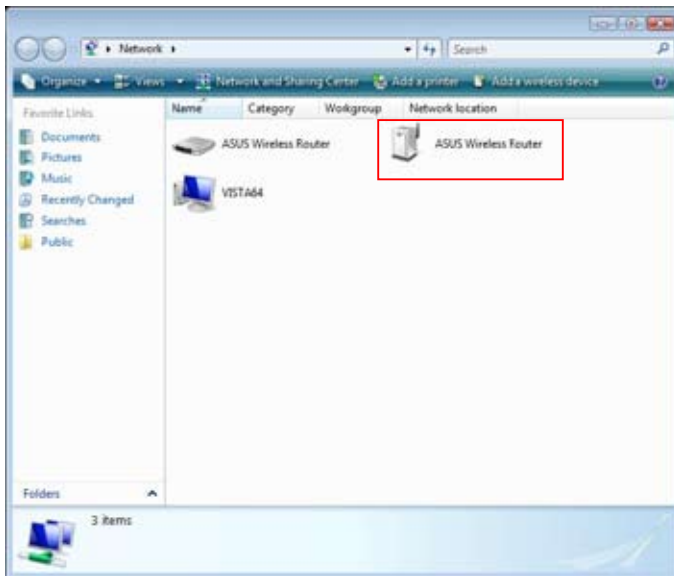 Network
Search
Organize Views Network and Sharing Center Add a printer Add a wireless device
Favorite Links
Documents
Pictures
Music
Recently Changed
Searches
Public
Folders
Name Category Workgroup Network location
ASUS Wireless Router ASUS Wireless Router
VISTA64
3 items